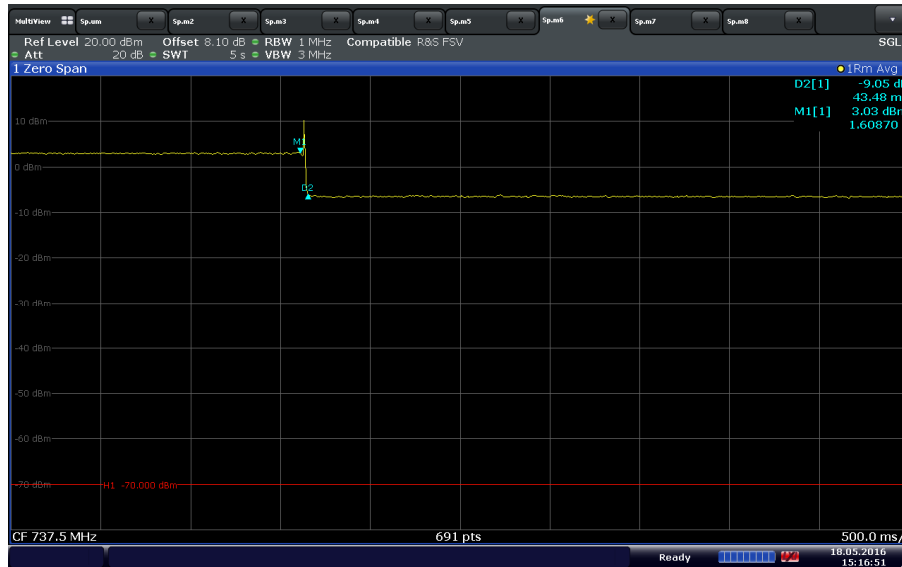 MultiView Sp.um X Sp.m2 X Sp.m3 X Sp.m4 X Sp.m5 X Sp.m6 X Sp.m7 X Sp.m8 X
Ref Level 20.00 dBm Offset 8.10 dB RBW 1 MHz Compatible R&S FSV SGL
Att 20 dB SWT 5 s VBW 3 MHz
1 Zero Span 1Rm Avg
D2[1] -9.05 d
43.48 m
M1[1] 3.03 dB
1.60870
10 dBm
M1
0 dBm
D2
-10 dBm
-20 dBm
-30 dBm
-40 dBm
-50 dBm
-60 dBm
-70 dBm H1 -70.000 dBm
CF 737.5 MHz 691 pts 500.0 ms/
Ready 18.05.2016
15:16:51